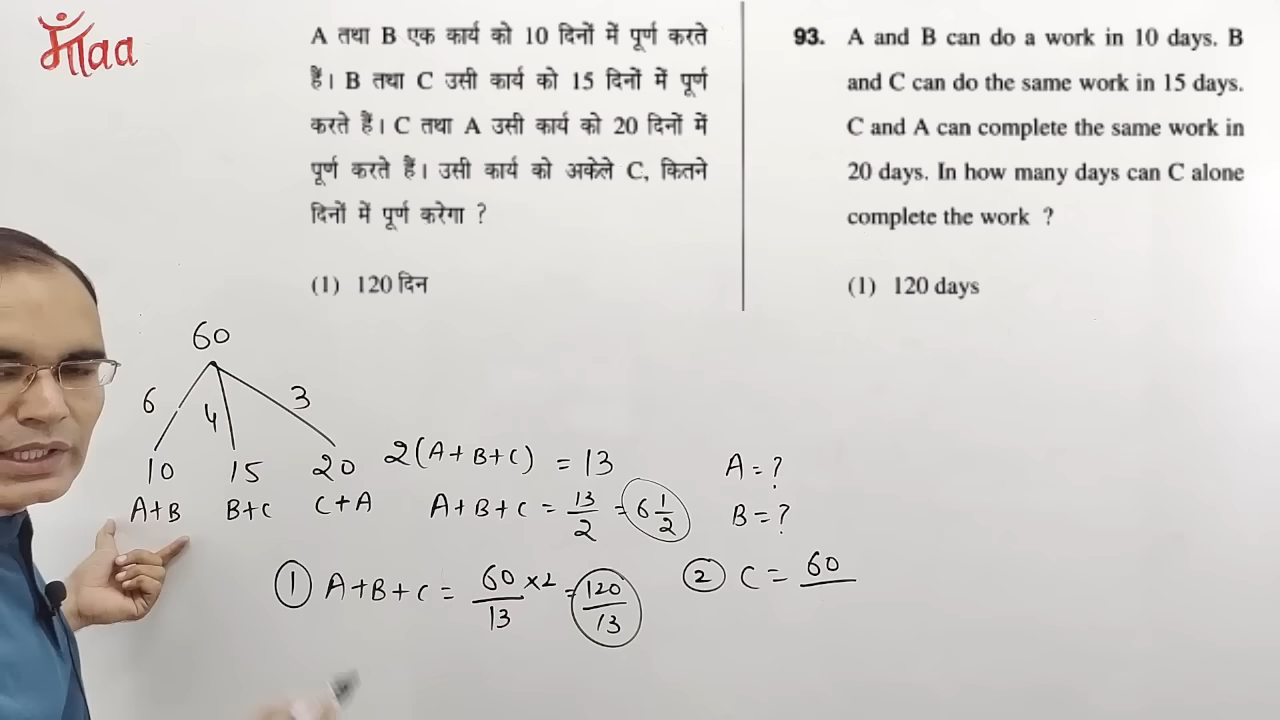 माँaa
A तथा B एक कार्य को 10 दिनों में पूर्ण करते
हैं। B तथा C उसी कार्य को 15 दिनों में पूर्ण
करते हैं। C तथा A उसी कार्य को 20 दिनों में
पूर्ण करते हैं। उसी कार्य को अकेले C, कितने
दिनों में पूर्ण करेगा ?
(1) 120 दिन
93. A and B can do a work in 10 days. B
and C can do the same work in 15 days.
C and A can complete the same work in
20 days. In how many days can C alone
complete the work ?
(1) 120 days
60
6 4 3
10 15 20
A+B B+C C+A
2(A+B+C) = 13
A+B+C = 13/2 = 6 1/2
A = ?
B = ?
① A+B+C = 60/13 ×2 = 120/13
② C = 60